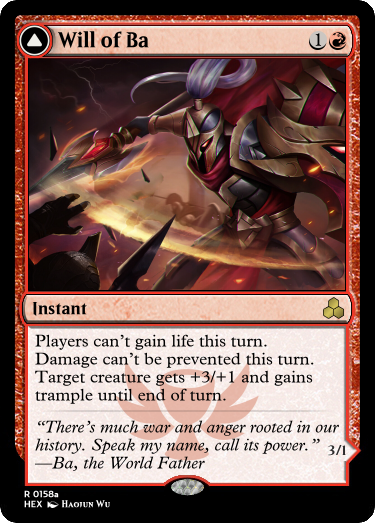 Will of Ba 1
Instant
Players can't gain life this turn.
Damage can't be prevented this turn.
Target creature gets +3/+1 and gains
trample until end of turn.
“There's much war and anger rooted in our
history. Speak my name, call its power.”
—Ba, the World Father
3/1
R 0158a
HEX Haojun Wu